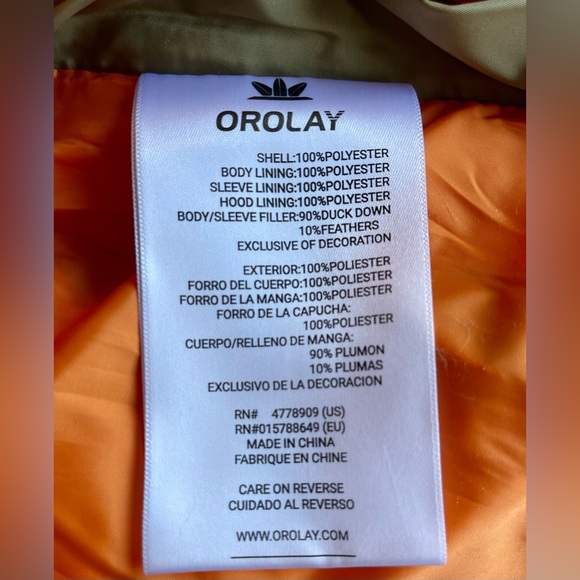 OROLAY
SHELL:100%POLYESTER
BODY LINING:100%POLYESTER
SLEEVE LINING:100%POLYESTER
HOOD LINING:100%POLYESTER
BODY/SLEEVE FILLER:90%DUCK DOWN
10%FEATHERS
EXCLUSIVE OF DECORATION
EXTERIOR:100%POLIESTER
FORRO DEL CUERPO:100%POLIESTER
FORRO DE LA MANGA:100%POLIESTER
FORRO DE LA CAPUCHA:
100%POLIESTER
CUERPO/RELLENO DE MANGA:
90% PLUMON
10% PLUMAS
EXCLUSIVO DE LA DECORACION
RN# 4778909 (US)
RN#015788649 (EU)
MADE IN CHINA
FABRIQUE EN CHINE
CARE ON REVERSE
CUIDADO AL REVERSO
WWW.OROLAY.COM